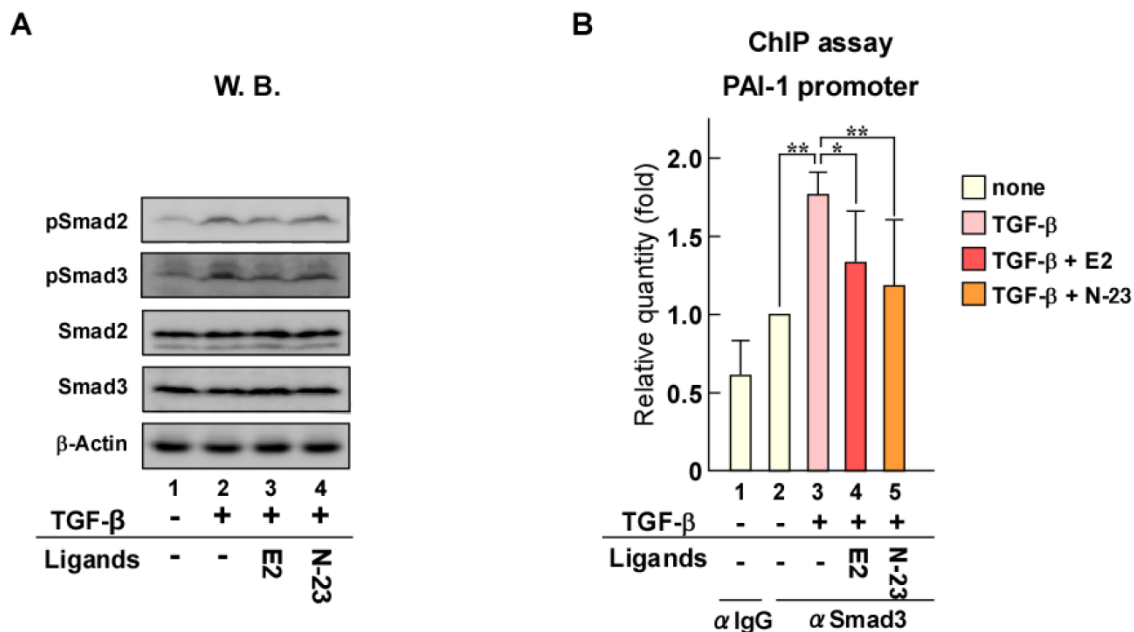 A
W. B.
pSmad2
pSmad3
Smad2
Smad3
β-Actin
1 2 3 4
TGF-β - + + +
Ligands - - E2 N-23
B
ChIP assay
PAI-1 promoter
Relative quantity (fold)
2.0
1.5
1.0
0.5
0
** * **
none
TGF-β
TGF-β + E2
TGF-β + N-23
1 2 3 4 5
TGF-β - - + + +
Ligands - - - E2 N-23
α IgG α Smad3